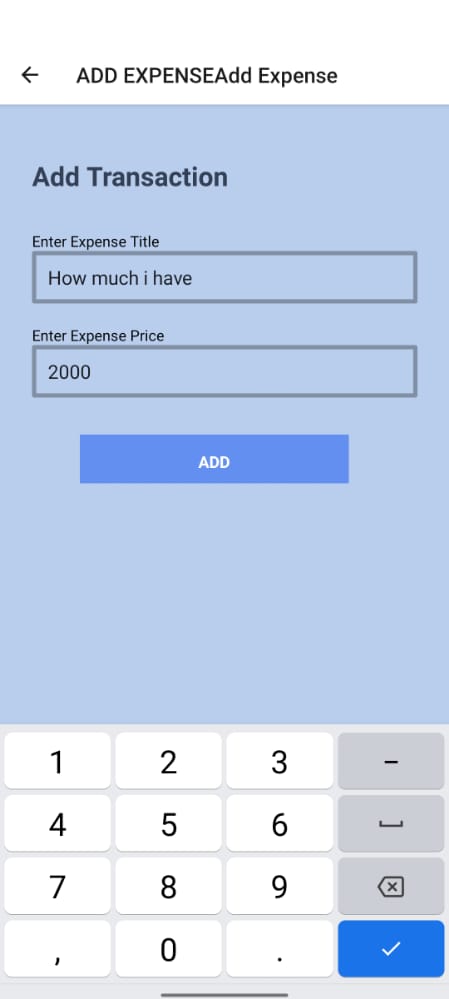 ADD EXPENSEAdd Expense
Add Transaction
Enter Expense Title
How much i have
Enter Expense Price
2000
ADD
1 2 3 –
4 5 6
7 8 9
, 0 .